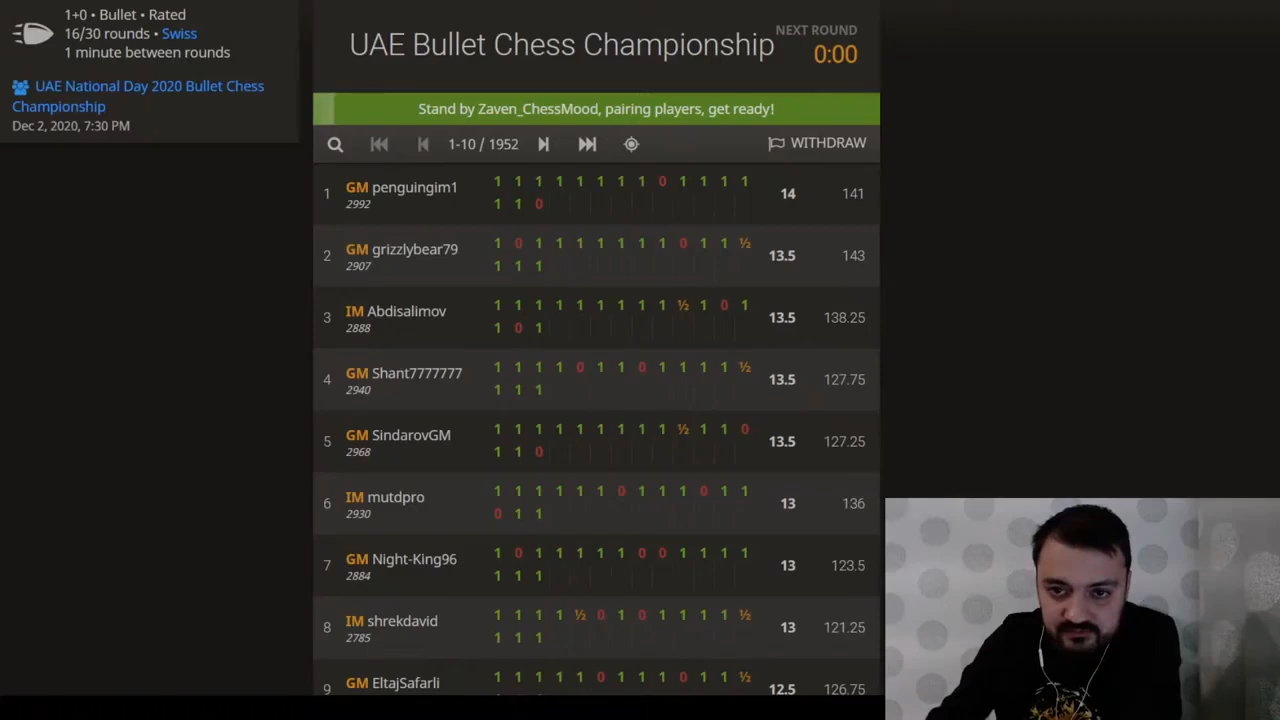 1+0 • Bullet • Rated
16/30 rounds • Swiss
1 minute between rounds
UAE National Day 2020 Bullet Chess
Championship
Dec 2, 2020, 7:30 PM
UAE Bullet Chess Championship
NEXT ROUND
0:00
Stand by Zaven_ChessMood, pairing players, get ready!
1-10 / 1952
WITHDRAW
1 GM penguingim1 1 1 1 1 1 1 1 1 0 1 1 1 1 14 141
2992 1 1 0
2 GM grizzlybear79 1 0 1 1 1 1 1 1 1 0 1 1 ½ 13.5 143
2907 1 1 1
3 IM Abdisalimov 1 1 1 1 1 1 1 1 1 ½ 1 0 1 13.5 138.25
2888 1 0 1
4 GM Shant7777777 1 1 1 1 0 1 1 0 1 1 1 1 ½ 13.5 127.75
2940 1 1 1
5 GM SindarovGM 1 1 1 1 1 1 1 1 1 ½ 1 1 0 13.5 127.25
2968 1 1 0
6 IM mutdpro 1 1 1 1 1 1 0 1 1 1 0 1 1 13 136
2930 0 1 1
7 GM Night-King96 1 0 1 1 1 1 1 0 0 1 1 1 1 13 123.5
2884 1 1 1
8 IM shrekdavid 1 1 1 1 ½ 0 1 0 1 1 1 1 ½ 13 121.25
2785 1 1 1
9 GM EltajSafarli 1 1 1 1 1 0 1 1 1 0 1 1 ½ 12.5 126.75